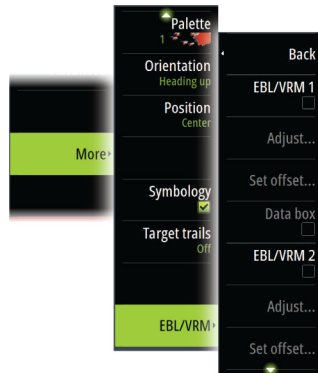 More
Palette
1
Orientation
Heading up
Position
Center
Symbology
Target trails
Off
EBL/VRM
Back
EBL/VRM 1
Adjust...
Set offset...
Data box
EBL/VRM 2
Adjust...
Set offset...